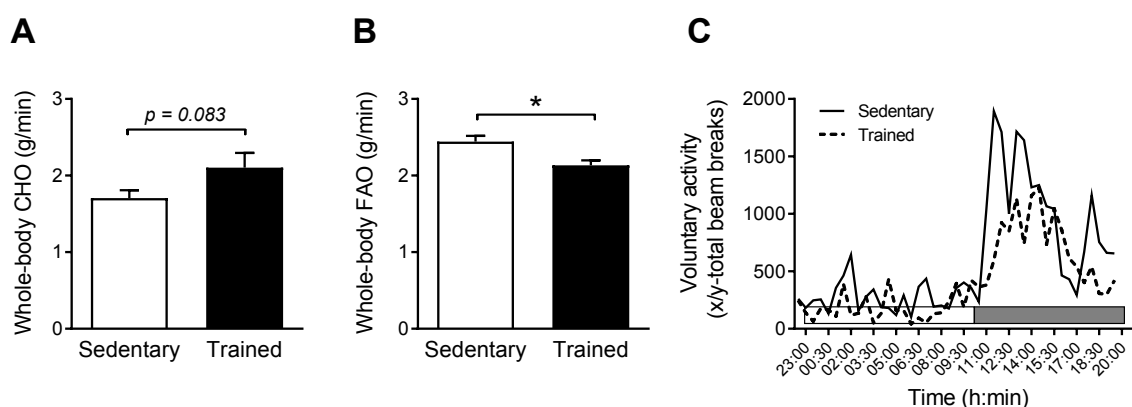 A
Whole-body CHO (g/min)
3
2
1
0
p = 0.083
Sedentary
Trained
B
Whole-body FAO (g/min)
3
2
1
0
*
Sedentary
Trained
C
Voluntary activity
(x/y-total beam breaks)
2000
1500
1000
500
0
Sedentary
Trained
23:00
00:30
02:00
03:30
05:00
06:30
08:00
09:30
11:00
12:30
14:00
15:30
17:00
18:30
20:00
Time (h:min)